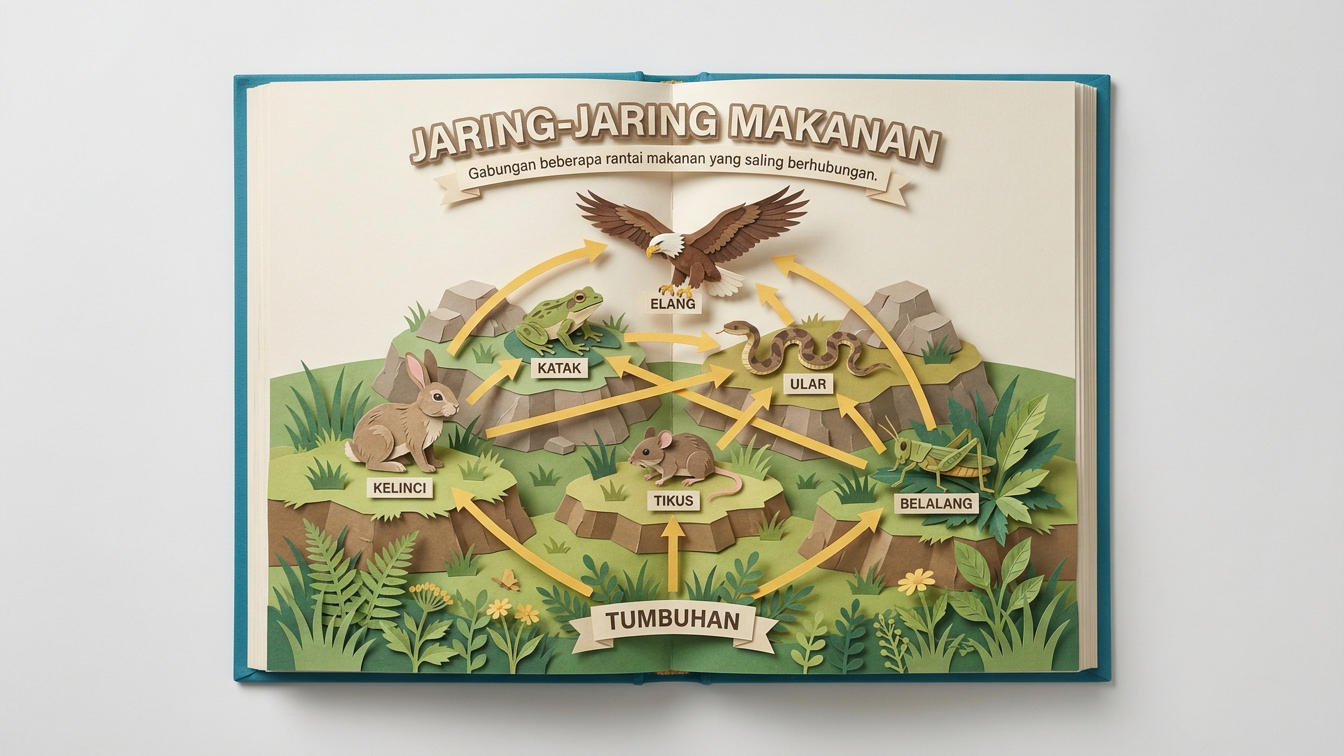 JARING-JARING MAKANAN
Gabungan beberapa rantai makanan yang saling berhubungan.
ELANG
KATAK
ULAR
KELINCI
TIKUS
BELALANG
TUMBUHAN